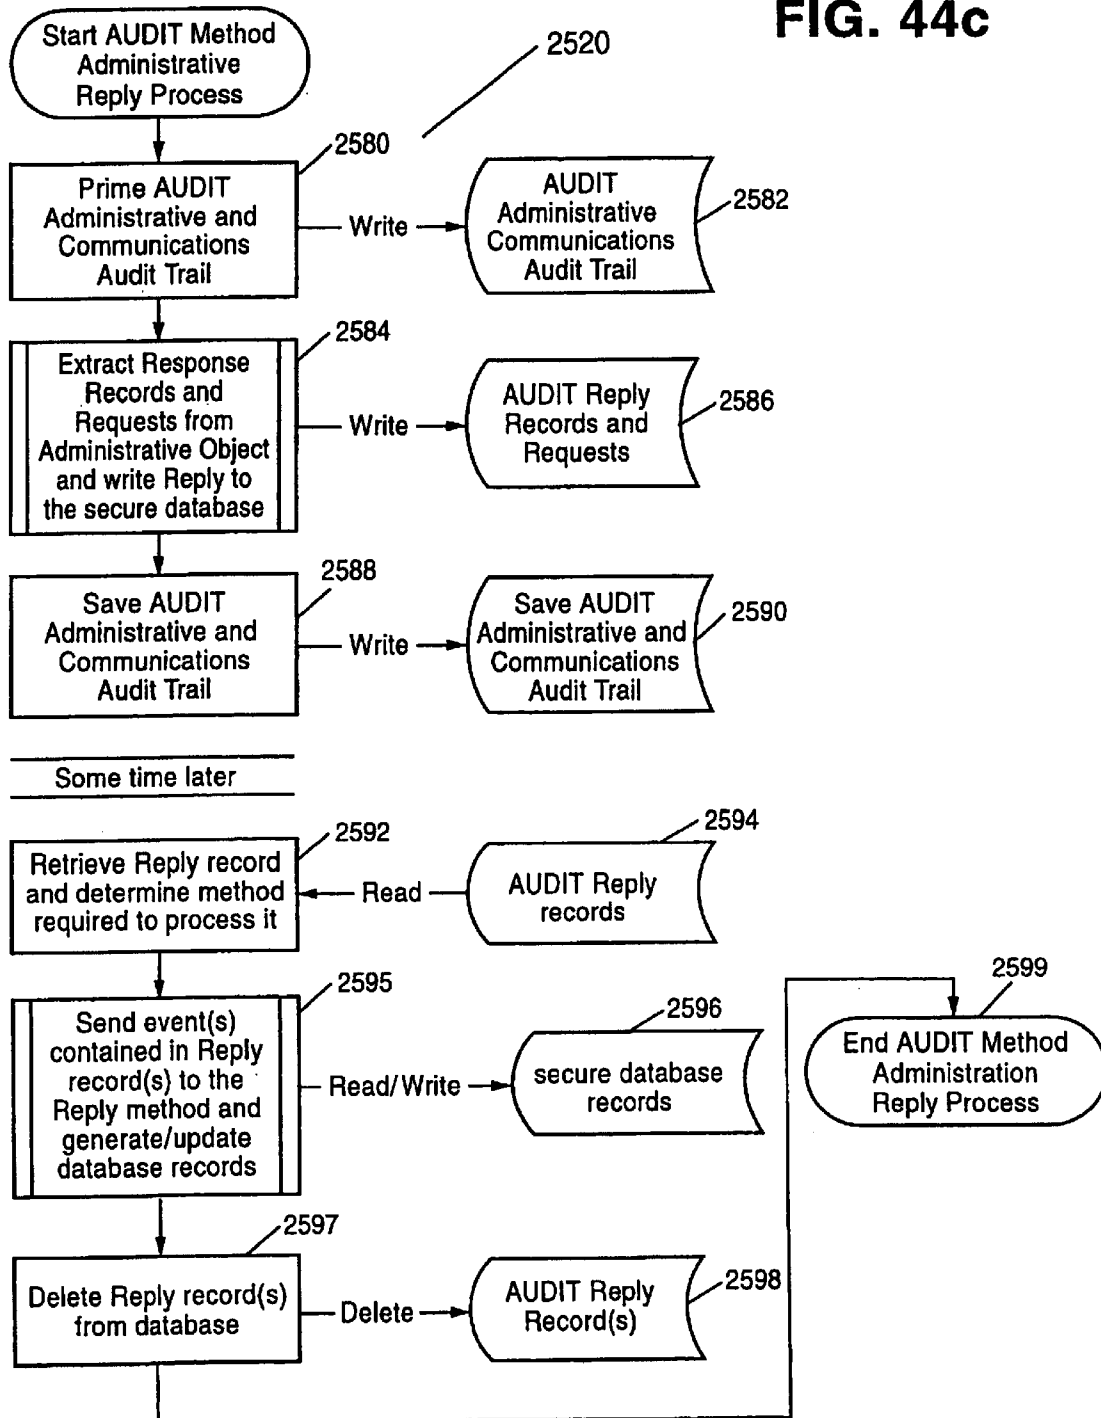 FIG. 44c
Start AUDIT Method
Administrative
Reply Process
2520
2580
Prime AUDIT
Administrative and
Communications
Audit Trail
Write
AUDIT
Administrative
Communications
Audit Trail
2582
2584
Extract Response
Records and
Requests from
Administrative Object
and write Reply to
the secure database
Write
AUDIT Reply
Records and
Requests
2586
2588
Save AUDIT
Administrative and
Communications
Audit Trail
Write
Save AUDIT
Administrative and
Communications
Audit Trail
2590
Some time later
2592
Retrieve Reply record
and determine method
required to process it
Read
AUDIT Reply
records
2594
2595
Send event(s)
contained in Reply
record(s) to the
Reply method and
generate/update
database records
Read/Write
secure database
records
2596
2599
End AUDIT Method
Administration
Reply Process
2597
Delete Reply record(s)
from database
Delete
AUDIT Reply
Record(s)
2598